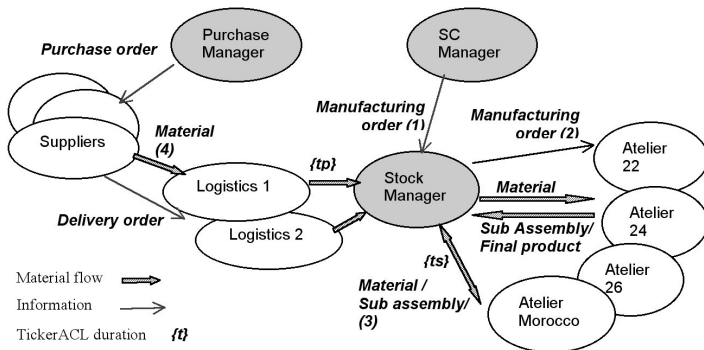 Purchase order
Purchase
Manager
SC
Manager
Manufacturing
order (1)
Manufacturing
order (2)
Suppliers
Material
(4)
{tp}
Logistics 1
Stock
Manager
Atelier
22
Material
Delivery order
Logistics 2
Sub Assembly/
Final product
Atelier
24
{ts}
Atelier
26
Material /
Sub assembly/
(3)
Atelier
Morocco
Material flow
Information
TickerACL duration {t}